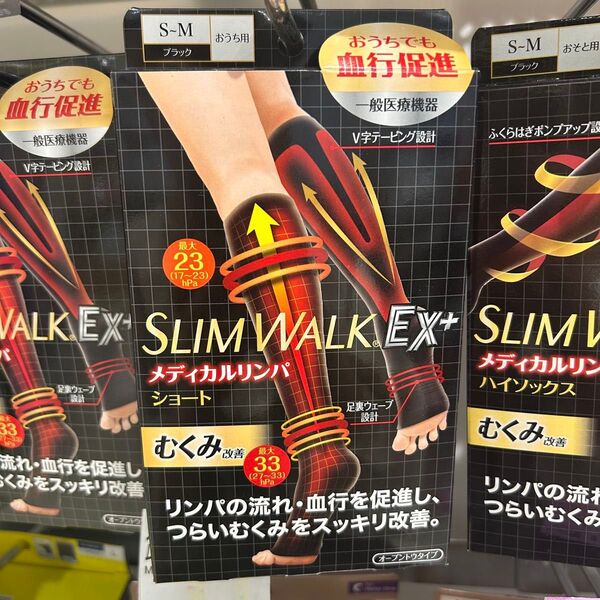 S~M
ブラック
おうち用
おうちでも
血行促進
一般医療機器
V字テーピング設計
最大
23
(17~23)
hPa
SLIM WALK® EX+
メディカルリンパ
ショート
足裏ウェーブ
設計
むくみ改善
最大
33
(27~33)
hPa
リンパの流れ・血行を促進し、
つらいむくみをスッキリ改善。
オープントウタイプ
おうちでも
血行促進
一般医療機器
V字テーピング設計
WALK® EX+
パ
足裏ウェーブ
設計
33
流れ・血行を促進し
むくみをスッキリ改善
S~M
ブラック
おそと用
ふくらはぎポンプアップ設
SLIM W
メディカルリン
ハイソックス
むくみ改善
リンパの流れ
つらいむくみ